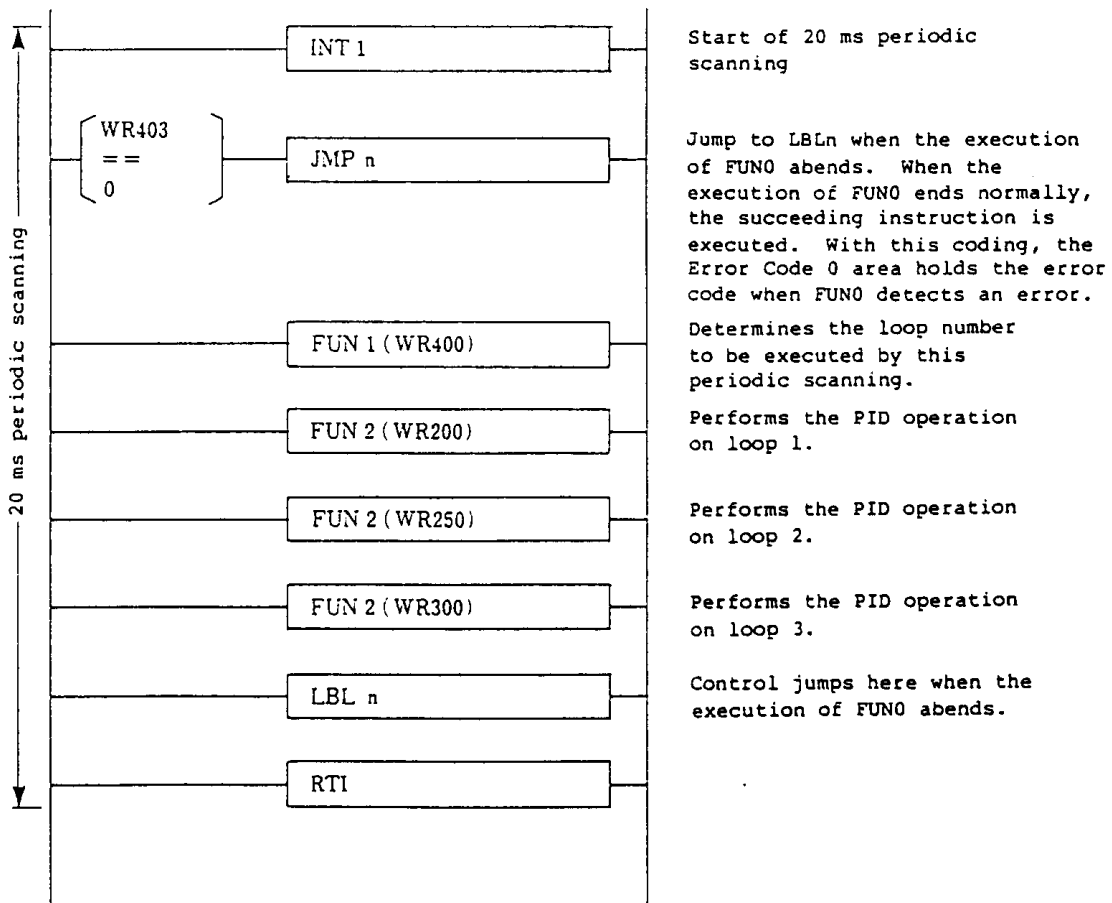 20 ms periodic scanning
INT 1
Start of 20 ms periodic
scanning
WR403
==
0
JMP n
Jump to LBLn when the execution
of FUN0 abends. When the
execution of FUN0 ends normally,
the succeeding instruction is
executed. With this coding, the
Error Code 0 area holds the error
code when FUN0 detects an error.
FUN 1 (WR400)
Determines the loop number
to be executed by this
periodic scanning.
FUN 2 (WR200)
Performs the PID operation
on loop 1.
FUN 2 (WR250)
Performs the PID operation
on loop 2.
FUN 2 (WR300)
Performs the PID operation
on loop 3.
LBL n
Control jumps here when the
execution of FUN0 abends.
RTI